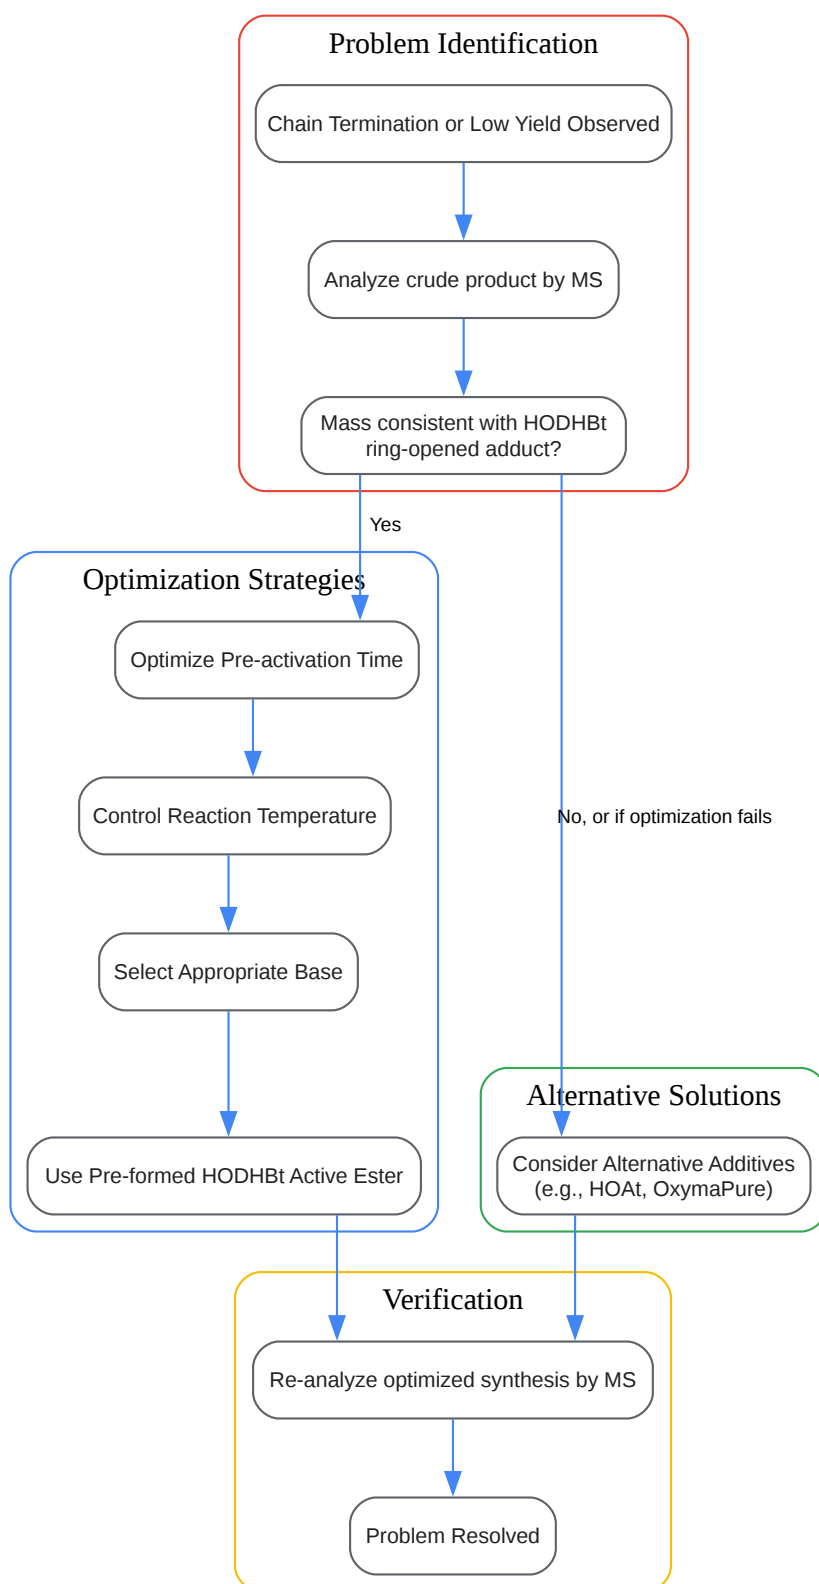 Problem Identification
Chain Termination or Low Yield Observed
Analyze crude product by MS
Mass consistent with HODHBt
ring-opened adduct?
Yes
Optimization Strategies
Optimize Pre-activation Time
Control Reaction Temperature
No, or if optimization fails
Select Appropriate Base
Use Pre-formed HODHBt Active Ester
Alternative Solutions
Consider Alternative Additives
(e.g., HOAt, OxymaPure)
Verification
Re-analyze optimized synthesis by MS
Problem Resolved